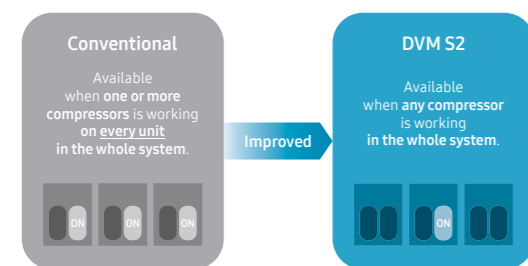 Conventional
Available
when one or more
compressors is working
on every unit
in the whole system.
ON
ON
ON
Improved
DVM S2
Available
when any compressor
is working
in the whole system.
ON